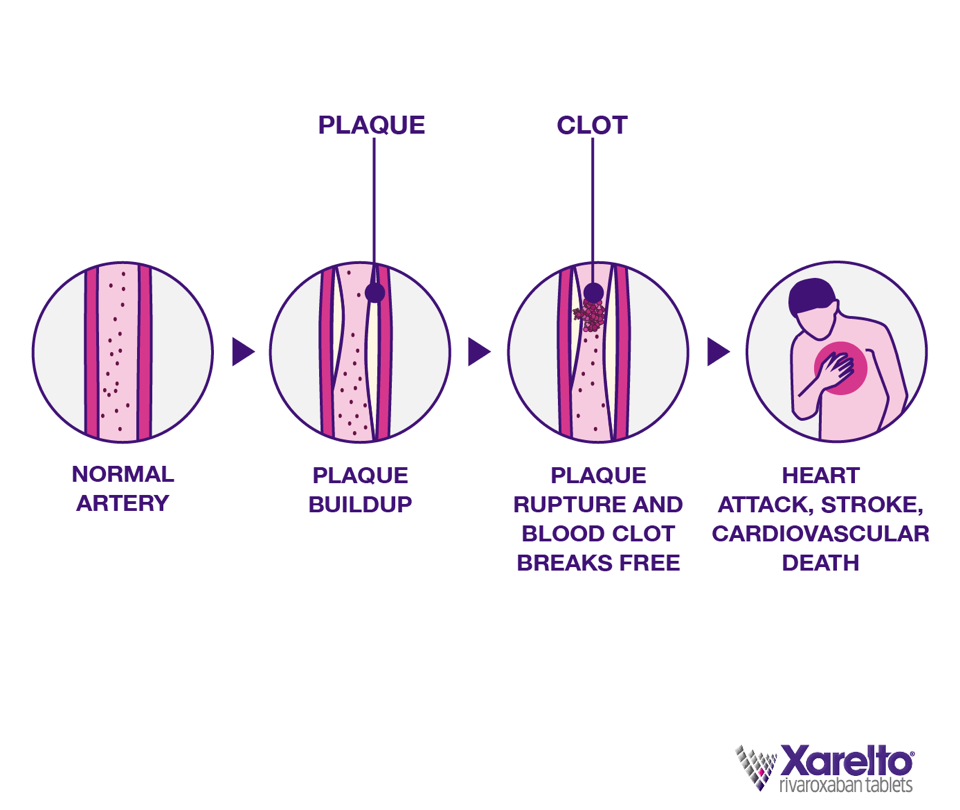 PLAQUE
CLOT
NORMAL
ARTERY
PLAQUE
BUILDUP
PLAQUE
RUPTURE AND
BLOOD CLOT
BREAKS FREE
HEART
ATTACK, STROKE,
CARDIOVASCULAR
DEATH
Xarelto®
rivaroxaban tablets